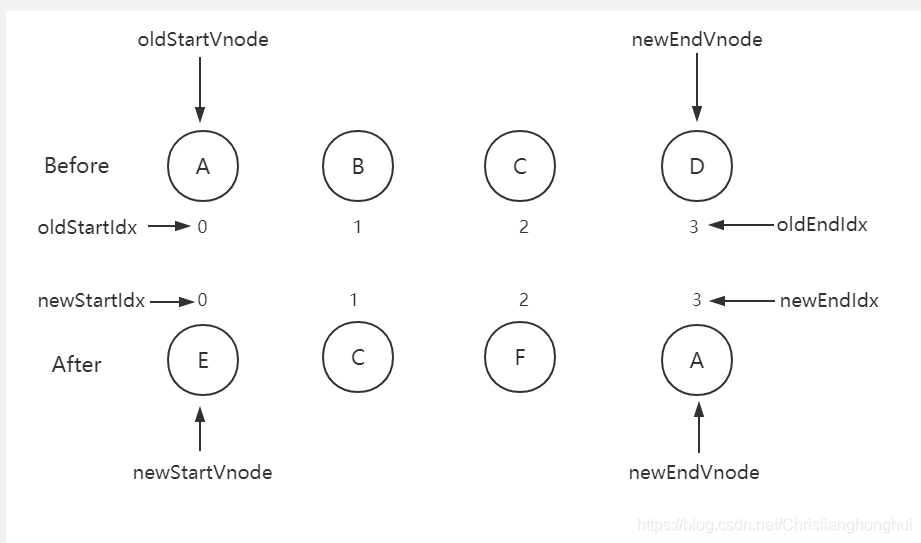 oldStartVnode newEndVnode
Before A B C D
oldStartIdx 0 1 2 3 oldEndIdx
newStartIdx 0 1 2 3 newEndIdx
After E C F A
newStartVnode newEndVnode
https://blog.csdn.net/Chrislianghonghui